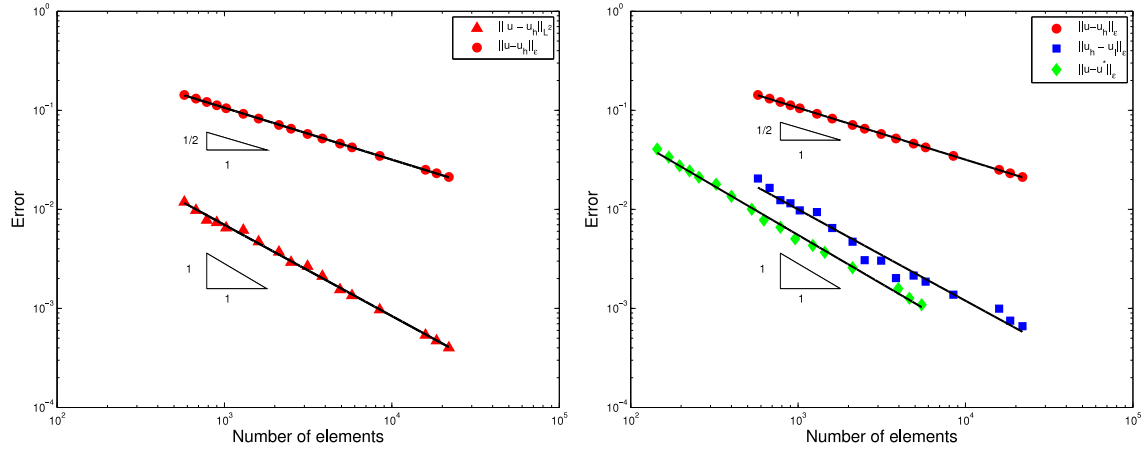 10^0
10^-1
10^-2
10^-3
10^-4
10^2
10^3
10^4
10^5
Error
Number of elements
|| u − u_h||_L^2
||u−u_h||_ε
1/2
1
1
1
10^0
10^-1
10^-2
10^-3
10^-4
10^2
10^3
10^4
10^5
Error
Number of elements
||u−u_h||_ε
||u_h − u_I||_ε
||u−u^*||_ε
1/2
1
1
1